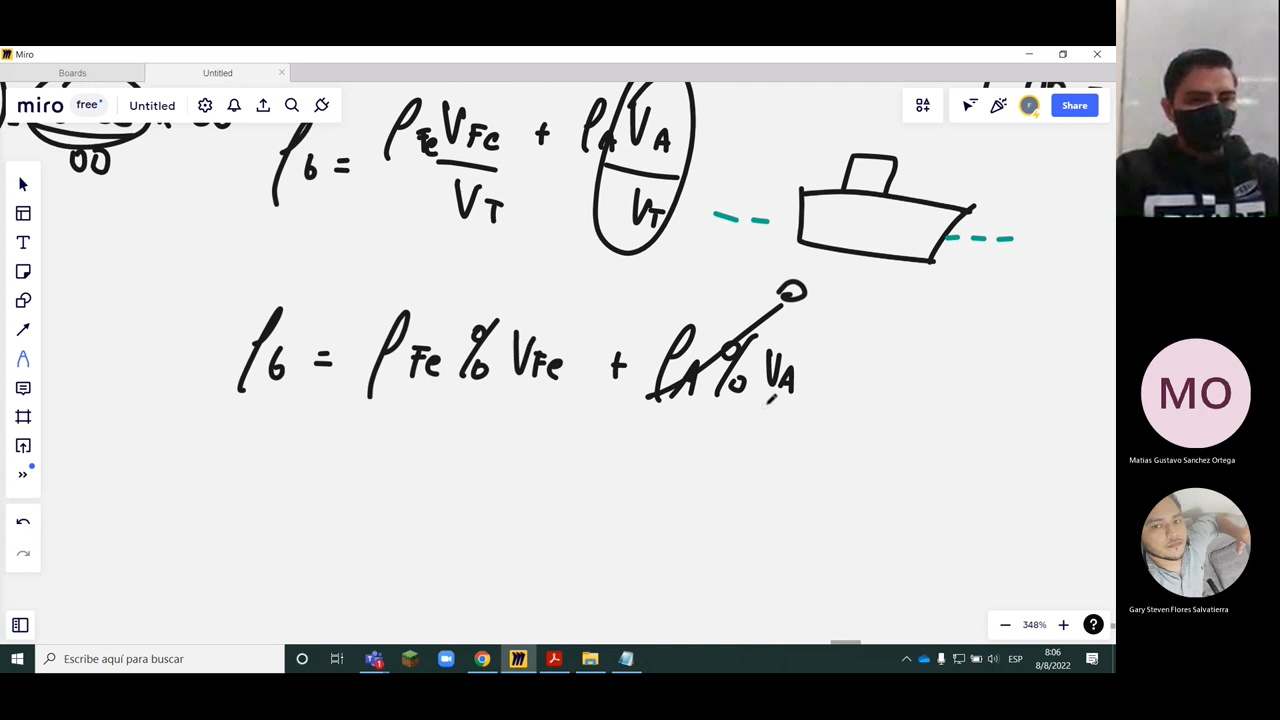 Miro
Boards
Untitled
miro free Untitled
Share
00
ρ6 = ρFe VFe / VT + ρA VA / VT
ρ6 = ρFe % VFe + ρA % VA
0
MO
Matias Gustavo Sanchez Ortega
Gary Steven Flores Salvatierra
348%
Escribe aquí para buscar
ESP
8:06
8/8/2022